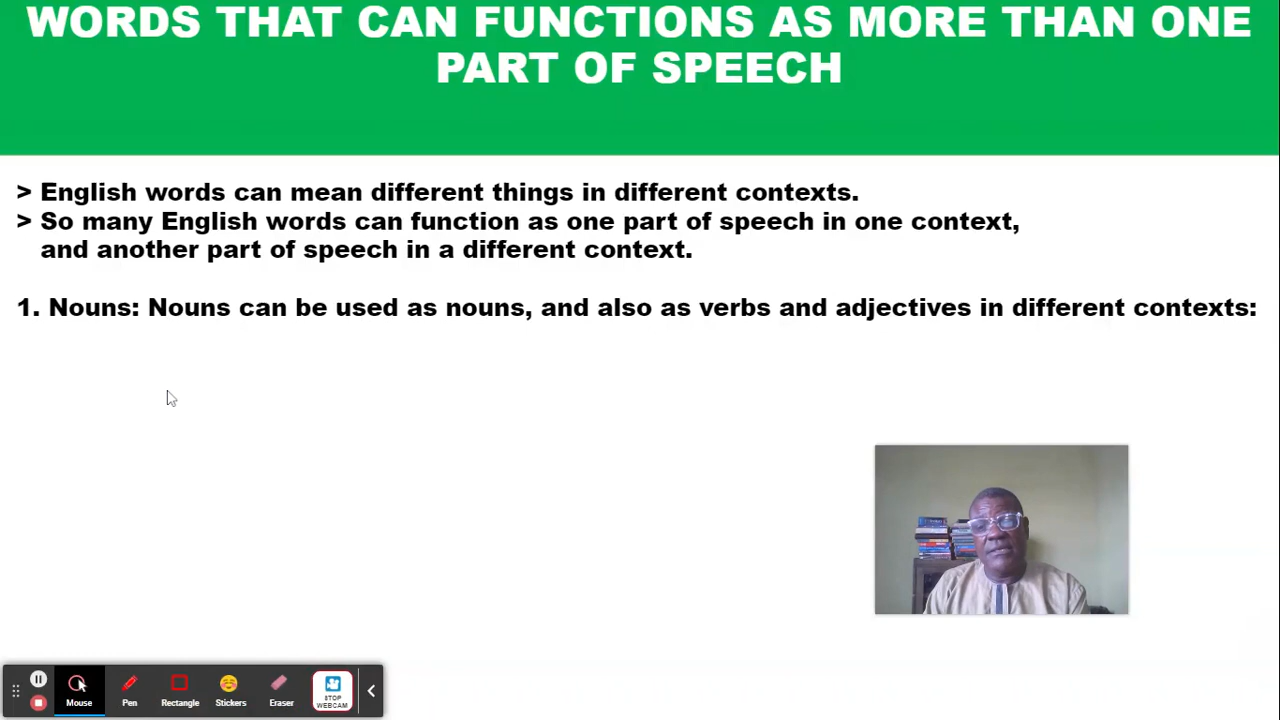 WORDS THAT CAN FUNCTIONS AS MORE THAN ONE
PART OF SPEECH
> English words can mean different things in different contexts.
> So many English words can function as one part of speech in one context,
and another part of speech in a different context.
1. Nouns: Nouns can be used as nouns, and also as verbs and adjectives in different contexts:
Mouse
Pen
Rectangle
Stickers
Eraser
STOP
WEBCAM